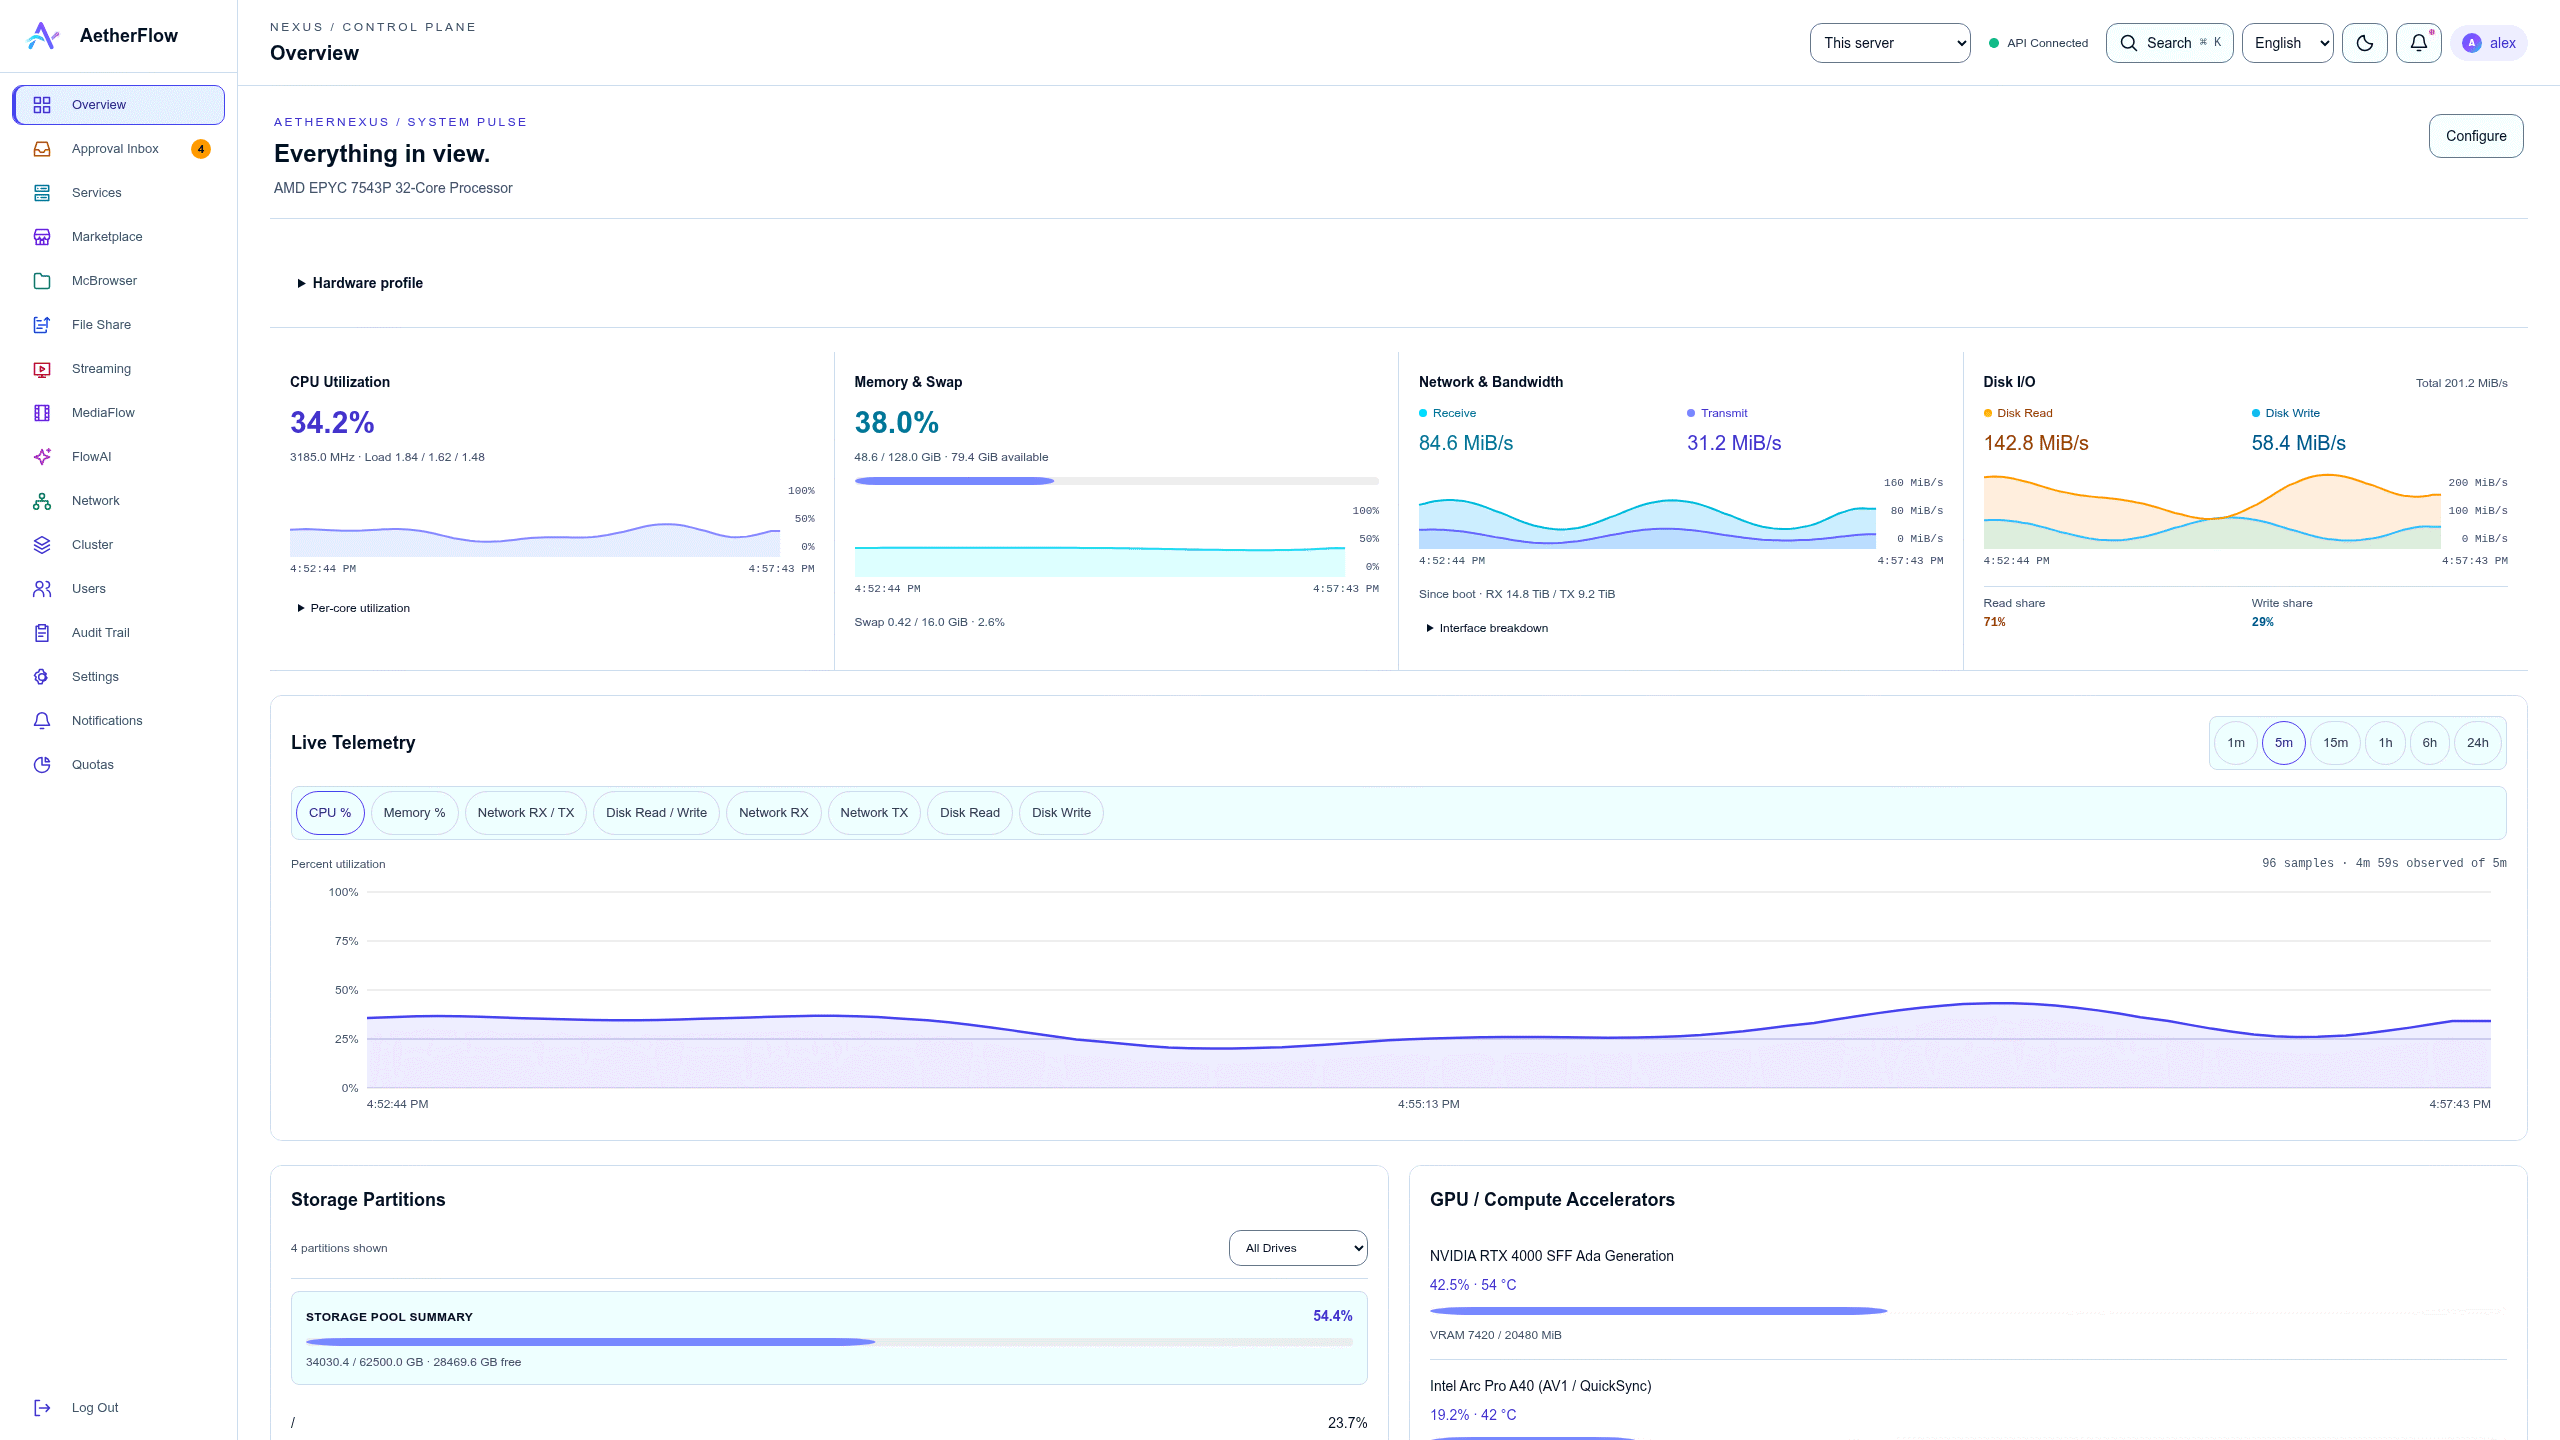 AetherFlow
Overview
Approval Inbox 4
Services
Marketplace
McBrowser
File Share
Streaming
MediaFlow
FlowAI
Network
Cluster
Users
Audit Trail
Settings
Notifications
Quotas
Log Out
NEXUS / CONTROL PLANE
Overview
This server
API Connected
Search ⌘ K
English
A alex
AETHERNEXUS / SYSTEM PULSE
Everything in view.
AMD EPYC 7543P 32-Core Processor
Configure
Hardware profile
CPU Utilization
34.2%
3185.0 MHz · Load 1.84 / 1.62 / 1.48
100%
50%
0%
4:52:44 PM 4:57:43 PM
Per-core utilization
Memory & Swap
38.0%
48.6 / 128.0 GiB · 79.4 GiB available
100%
50%
0%
4:52:44 PM 4:57:43 PM
Swap 0.42 / 16.0 GiB · 2.6%
Network & Bandwidth
Receive Transmit
84.6 MiB/s 31.2 MiB/s
160 MiB/s
80 MiB/s
0 MiB/s
4:52:44 PM 4:57:43 PM
Since boot · RX 14.8 TiB / TX 9.2 TiB
Interface breakdown
Disk I/O Total 201.2 MiB/s
Disk Read Disk Write
142.8 MiB/s 58.4 MiB/s
200 MiB/s
100 MiB/s
0 MiB/s
4:52:44 PM 4:57:43 PM
Read share Write share
71% 29%
Live Telemetry
1m 5m 15m 1h 6h 24h
CPU % Memory % Network RX / TX Disk Read / Write Network RX Network TX Disk Read Disk Write
Percent utilization 96 samples · 4m 59s observed of 5m
100%
75%
50%
25%
0%
4:52:44 PM 4:55:13 PM 4:57:43 PM
Storage Partitions
4 partitions shown All Drives
STORAGE POOL SUMMARY 54.4%
34030.4 / 62500.0 GB · 28469.6 GB free
/ 23.7%
GPU / Compute Accelerators
NVIDIA RTX 4000 SFF Ada Generation
42.5% · 54 °C
VRAM 7420 / 20480 MiB
Intel Arc Pro A40 (AV1 / QuickSync)
19.2% · 42 °C